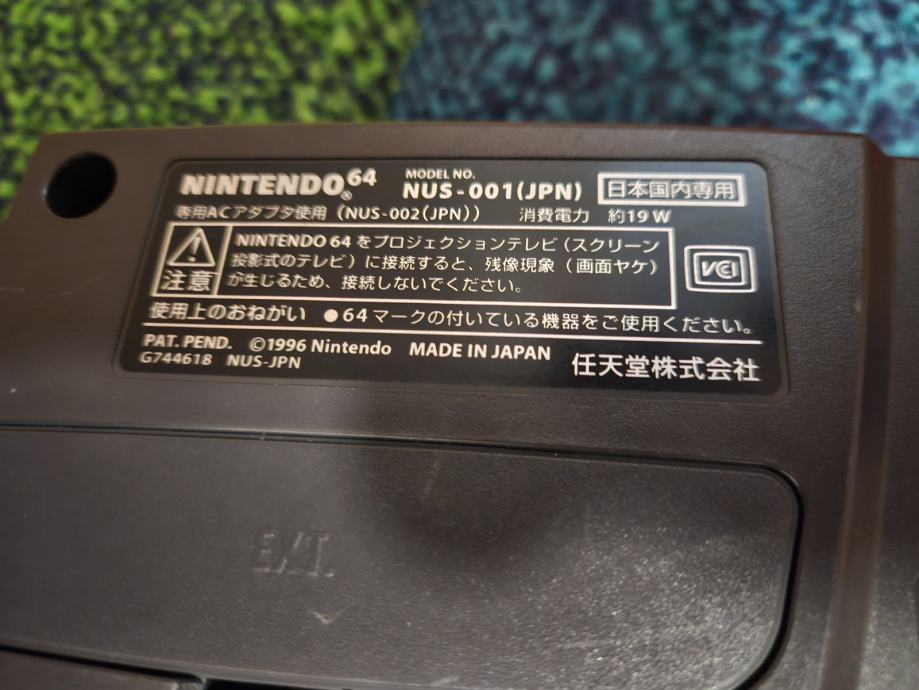 NINTENDO®64 MODEL NO. NUS-001(JPN) 日本国内専用
専用ACアダプタ使用（NUS-002(JPN)） 消費電力 約19W
注意
NINTENDO 64 をプロジェクションテレビ（スクリーン
投影式のテレビ）に接続すると、残像現象（画面ヤケ）
が生じるため、接続しないでください。
VCI
使用上のおねがい ●64 マークの付いている機器をご使用ください。
PAT. PEND. ©1996 Nintendo MADE IN JAPAN
G744618 NUS-JPN
任天堂株式会社
EXT.